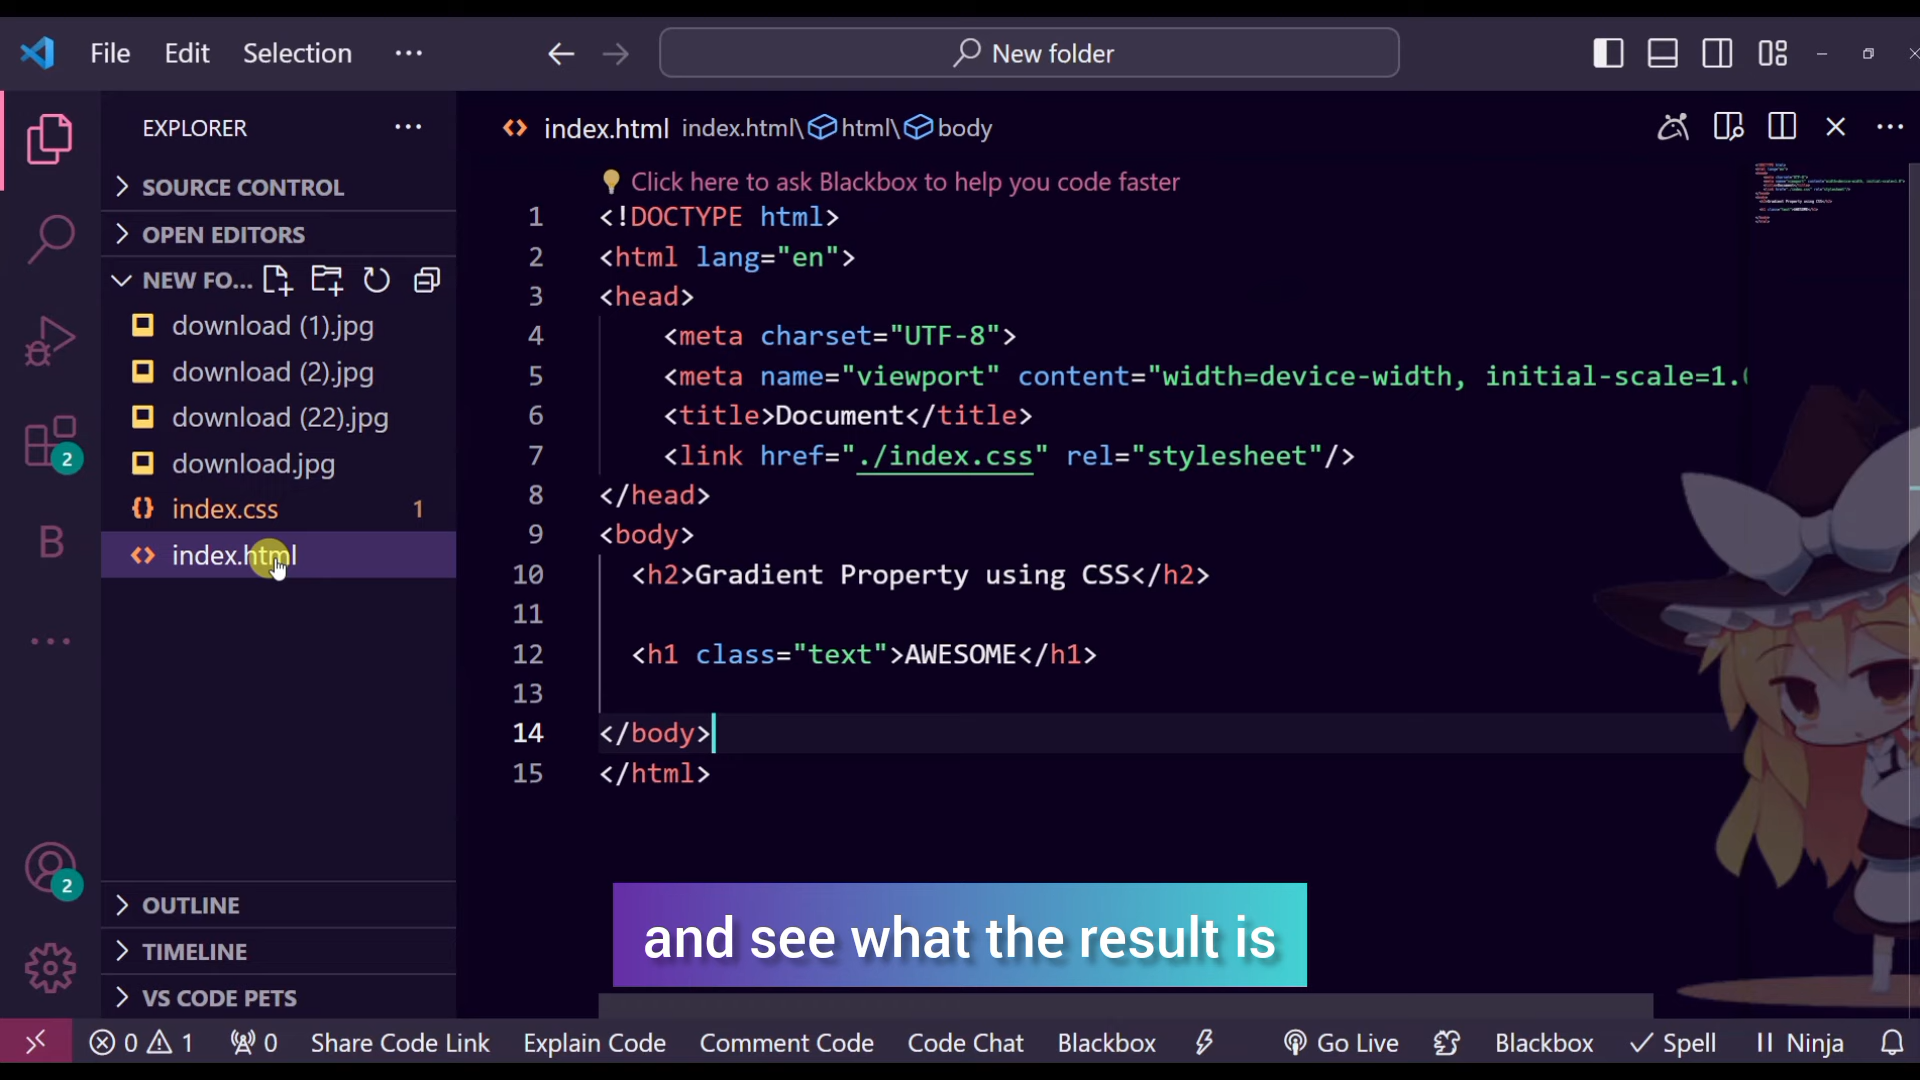 File Edit Selection ···
New folder
EXPLORER
SOURCE CONTROL
OPEN EDITORS
NEW FO...
download (1).jpg
download (2).jpg
download (22).jpg
download.jpg
index.css 1
index.html
OUTLINE
TIMELINE
VS CODE PETS
2
B
2
index.html index.html\ html\ body
Click here to ask Blackbox to help you code faster
1 <!DOCTYPE html>
2 <html lang="en">
3 <head>
4 <meta charset="UTF-8">
5 <meta name="viewport" content="width=device-width, initial-scale=1.
6 <title>Document</title>
7 <link href="./index.css" rel="stylesheet"/>
8 </head>
9 <body>
10 <h2>Gradient Property using CSS</h2>
11
12 <h1 class="text">AWESOME</h1>
13
14 </body>
15 </html>
and see what the result is
0 1 0 Share Code Link Explain Code Comment Code Code Chat Blackbox Go Live Blackbox Spell Ninja